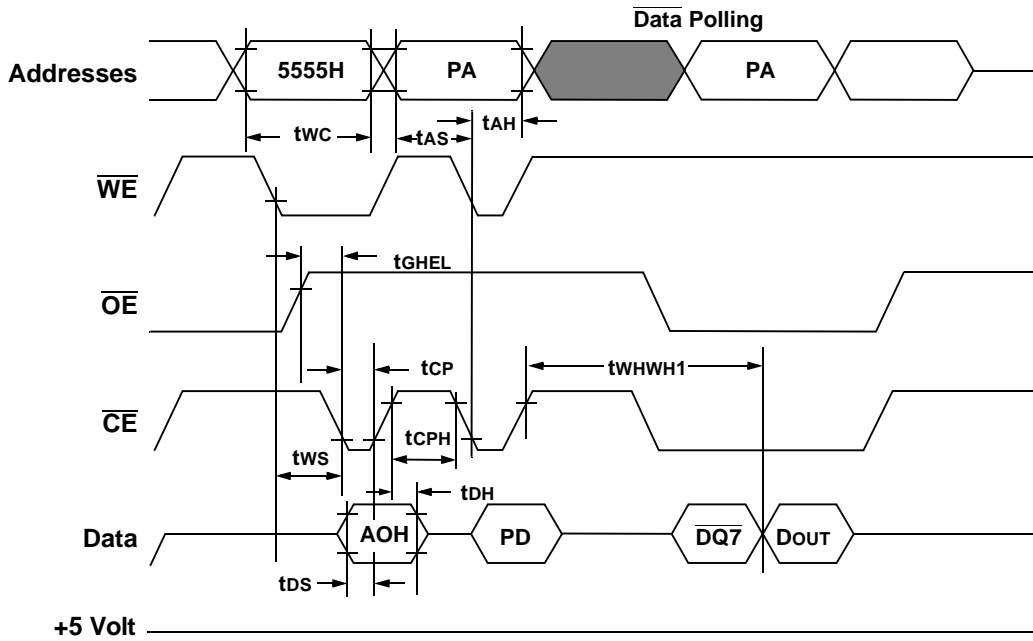 Data Polling
Addresses 5555H PA PA
tWC tAS tAH
WE
tGHEL
OE
tCP tWHWH1
CE
tCPH
tWS
tDH
Data AOH PD DQ7 DOUT
tDS
+5 Volt